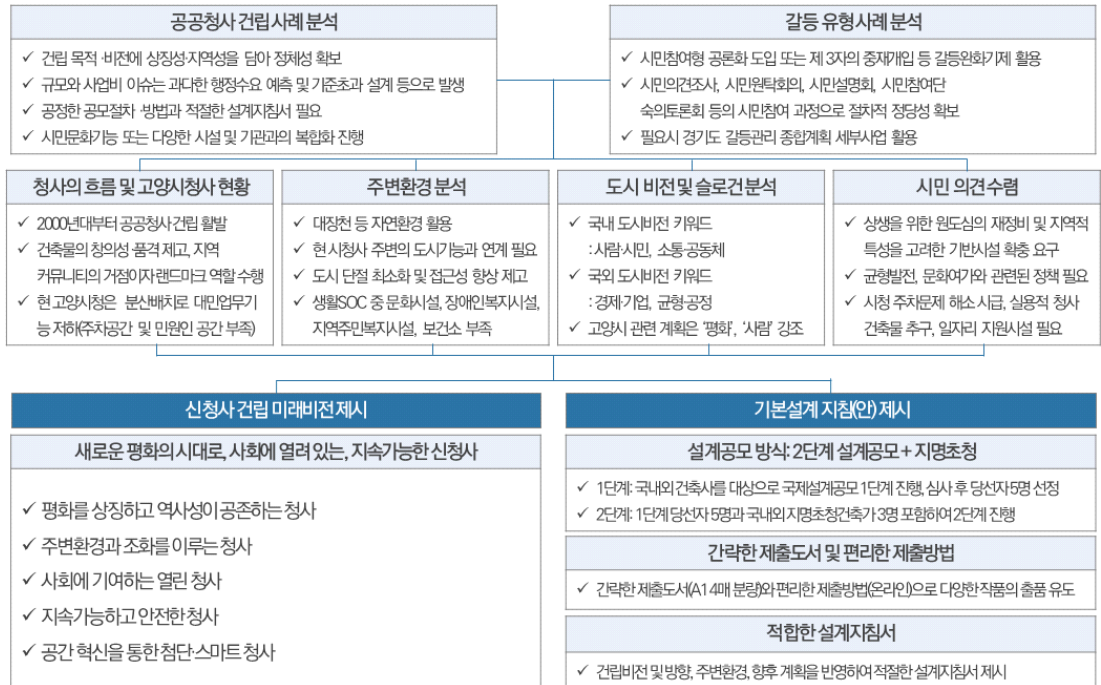 공공청사 건립 사례 분석
✓ 건립 목적·비전에 상징성·지역성을 담아 정체성 확보
✓ 규모와 사업비 이슈는 과다한 행정수요 예측 및 기준초과 설계 등으로 발생
✓ 공정한 공모절차·방법과 적절한 설계지침서 필요
✓ 시민문화기능 또는 다양한 시설 및 기관과의 복합화 진행
갈등 유형 사례 분석
✓ 시민참여형 공론화 도입 또는 제 3자의 중재개입 등 갈등완화기제 활용
✓ 시민의견조사, 시민원탁회의, 시민설명회, 시민참여단
숙의토론회 등의 시민참여 과정으로 절차적 정당성 확보
✓ 필요시 경기도 갈등관리 종합계획 세부사업 활용
청사의 흐름 및 고양시청사 현황
✓ 2000년대부터 공공청사 건립 활발
✓ 건축물의 창의성·품격 제고, 지역
커뮤니티의 거점이자 랜드마크 역할 수행
✓ 현 고양시청은 분산배치로 대민업무기
능 저하(주차공간 및 민원인 공간 부족)
주변환경 분석
✓ 대장천 등 자연환경 활용
✓ 현 시청사 주변의 도시기능과 연계 필요
✓ 도시 단절 최소화 및 접근성 향상 제고
✓ 생활SOC 중 문화시설, 장애인복지시설,
지역주민복지시설, 보건소 부족
도시 비전 및 슬로건 분석
✓ 국내 도시비전 키워드
: 사람·시민, 소통·공동체
✓ 국외 도시비전 키워드
: 경제·기업, 균형·공정
✓ 고양시 관련 계획은 ‘평화’, ‘사람’ 강조
시민 의견 수렴
✓ 상생을 위한 원도심의 재정비 및 지역적
특성을 고려한 기반시설 확충 요구
✓ 균형발전, 문화여가와 관련된 정책 필요
✓ 시청 주차문제 해소 시급, 실용적 청사
건축물 추구, 일자리 지원시설 필요
신청사 건립 미래비전 제시
새로운 평화의 시대로, 사회에 열려 있는, 지속가능한 신청사
✓ 평화를 상징하고 역사성이 공존하는 청사
✓ 주변환경과 조화를 이루는 청사
✓ 사회에 기여하는 열린 청사
✓ 지속가능하고 안전한 청사
✓ 공간 혁신을 통한 첨단·스마트 청사
기본설계 지침(안) 제시
설계공모 방식: 2단계 설계공모 + 지명초청
✓ 1단계: 국내외 건축사를 대상으로 국제설계공모 1단계 진행, 심사 후 당선자 5명 선정
✓ 2단계: 1단계 당선자 5명과 국내외 지명초청건축가 3명 포함하여 2단계 진행
간략한 제출도서 및 편리한 제출방법
✓ 간략한 제출도서(A1 4매 분량)와 편리한 제출방법(온라인)으로 다양한 작품의 출품 유도
적합한 설계지침서
✓ 건립비전 및 방향, 주변환경, 향후 계획을 반영하여 적절한 설계지침서 제시